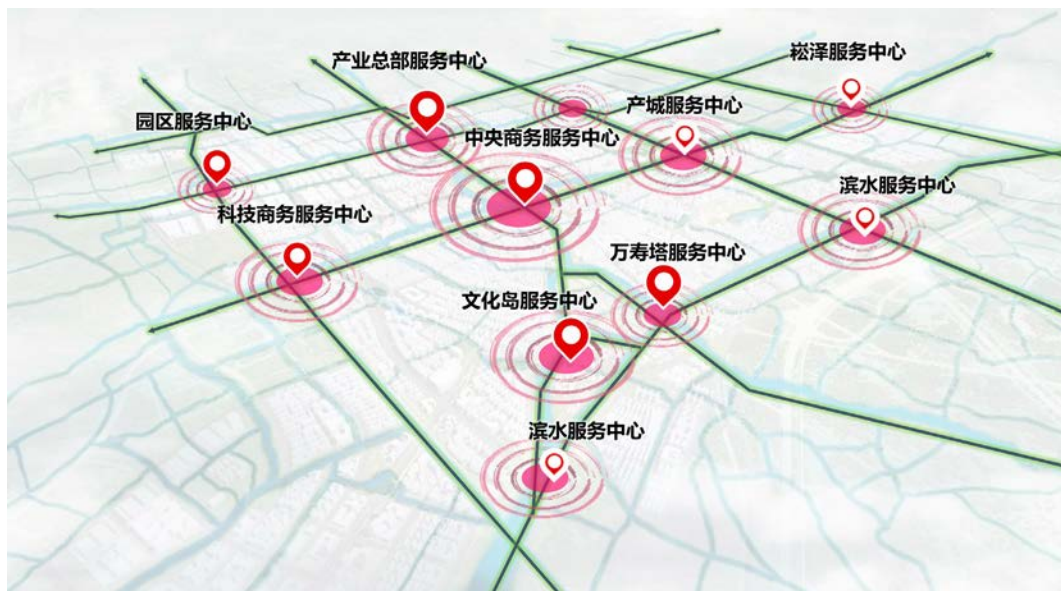 崧泽服务中心
产业总部服务中心
产城服务中心
园区服务中心
中央商务服务中心
滨水服务中心
科技商务服务中心
万寿塔服务中心
文化岛服务中心
滨水服务中心